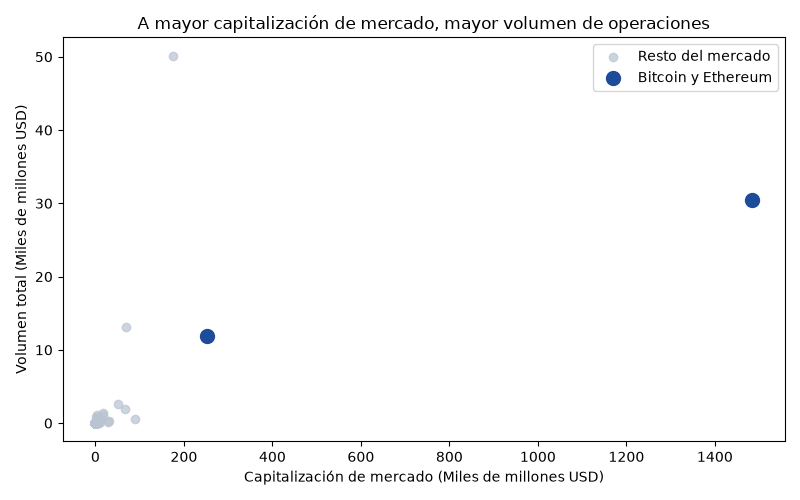 A mayor capitalización de mercado, mayor volumen de operaciones
Resto del mercado
Bitcoin y Ethereum
Volumen total (Miles de millones USD)
50
40
30
20
10
0
0 200 400 600 800 1000 1200 1400
Capitalización de mercado (Miles de millones USD)